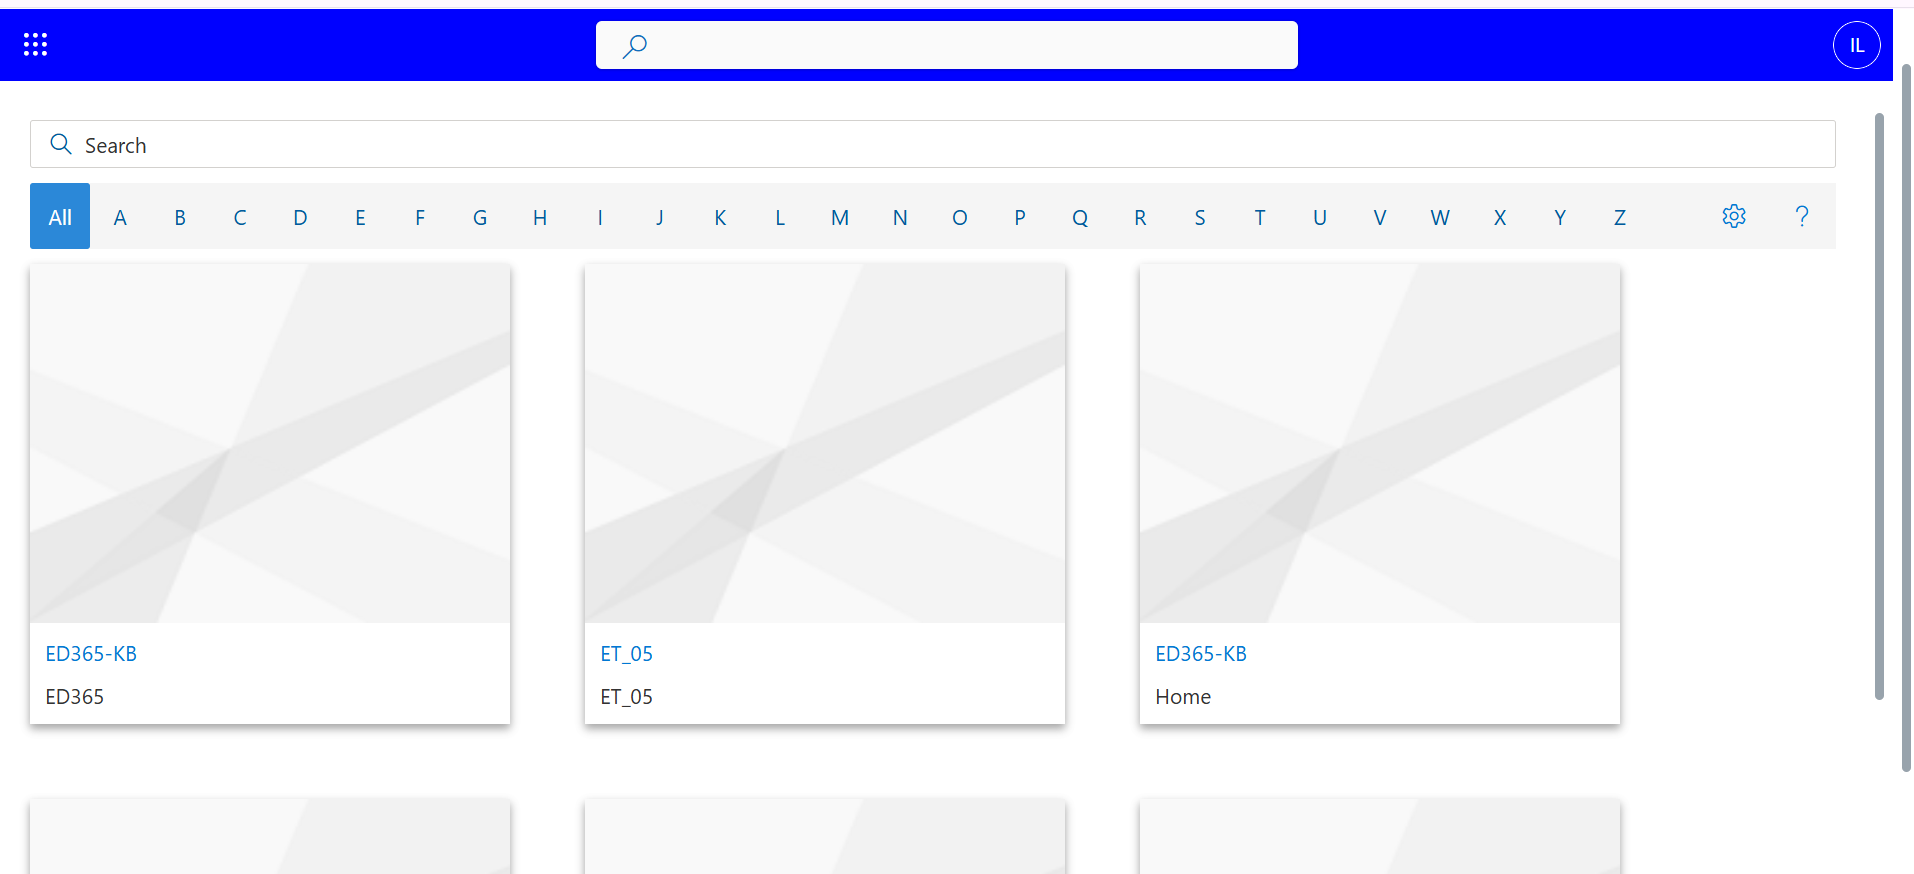 IL
Search
All A B C D E F G H I J K L M N O P Q R S T U V W X Y Z ?
ED365-KB
ED365
ET_05
ET_05
ED365-KB
Home